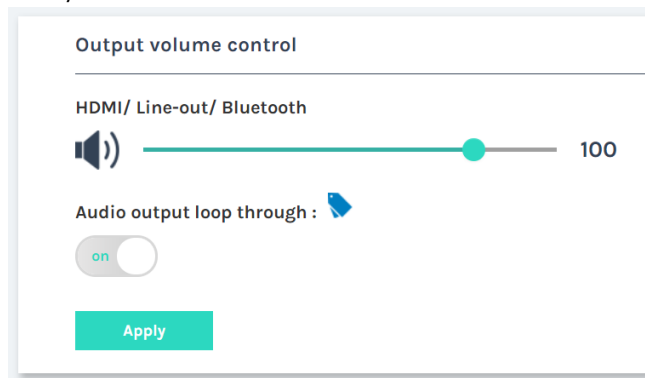 Output volume control
HDMI/ Line-out/ Bluetooth
100
Audio output loop through :
on
Apply